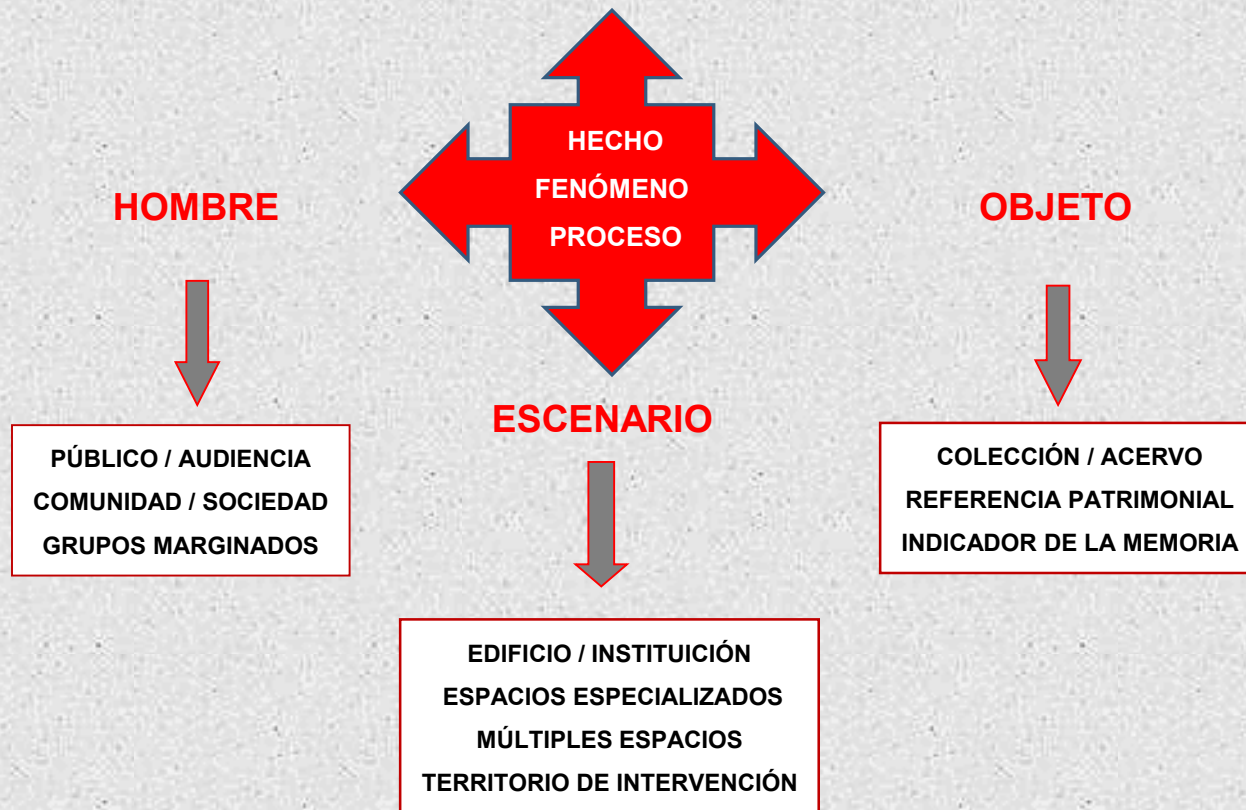 HECHO
FENÓMENO
PROCESO
HOMBRE
OBJETO
ESCENARIO
PÚBLICO / AUDIENCIA
COMUNIDAD / SOCIEDAD
GRUPOS MARGINADOS
COLECCIÓN / ACERVO
REFERENCIA PATRIMONIAL
INDICADOR DE LA MEMORIA
EDIFICIO / INSTITUICIÓN
ESPACIOS ESPECIALIZADOS
MÚLTIPLES ESPACIOS
TERRITORIO DE INTERVENCIÓN